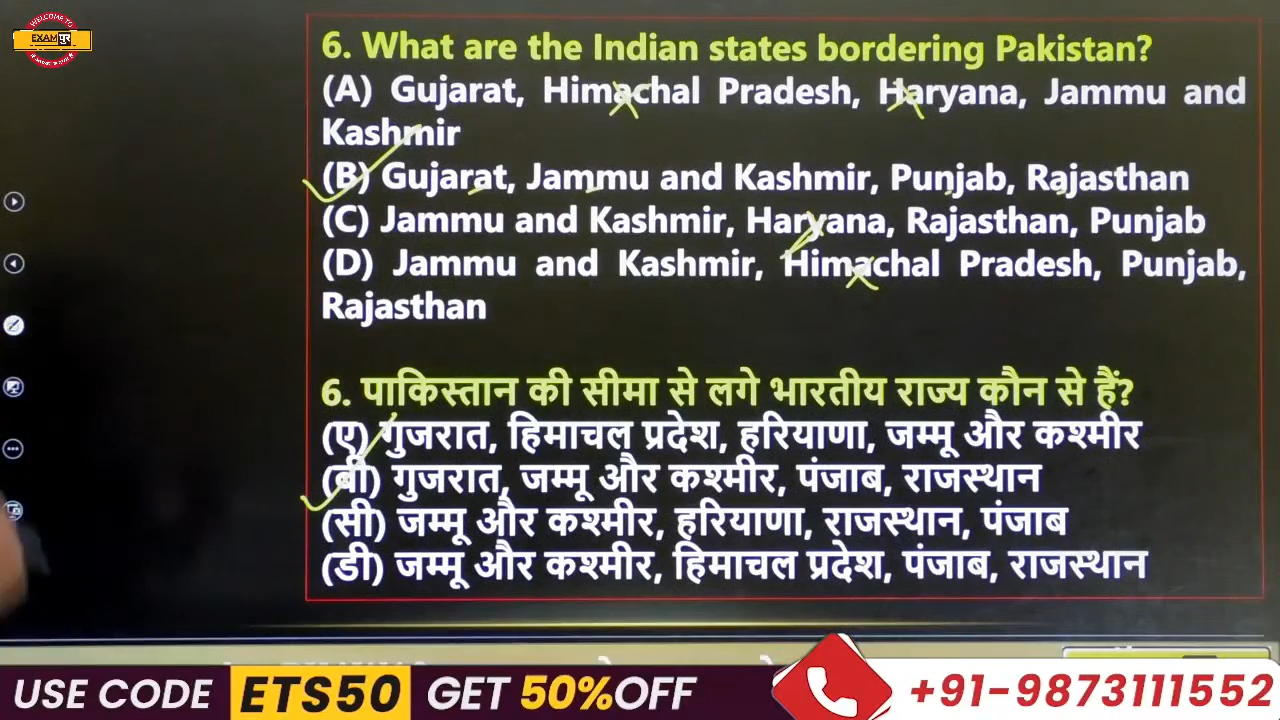 WELCOME TO
EXAM पुर
6. What are the Indian states bordering Pakistan?
(A) Gujarat, Himachal Pradesh, Haryana, Jammu and
Kashmir
(B) Gujarat, Jammu and Kashmir, Punjab, Rajasthan
(C) Jammu and Kashmir, Haryana, Rajasthan, Punjab
(D) Jammu and Kashmir, Himachal Pradesh, Punjab,
Rajasthan
6. पाकिस्तान की सीमा से लगे भारतीय राज्य कौन से हैं?
(ए) गुजरात, हिमाचल प्रदेश, हरियाणा, जम्मू और कश्मीर
(बी) गुजरात, जम्मू और कश्मीर, पंजाब, राजस्थान
(सी) जम्मू और कश्मीर, हरियाणा, राजस्थान, पंजाब
(डी) जम्मू और कश्मीर, हिमाचल प्रदेश, पंजाब, राजस्थान
USE CODE ETS50 GET 50%OFF +91-9873111552